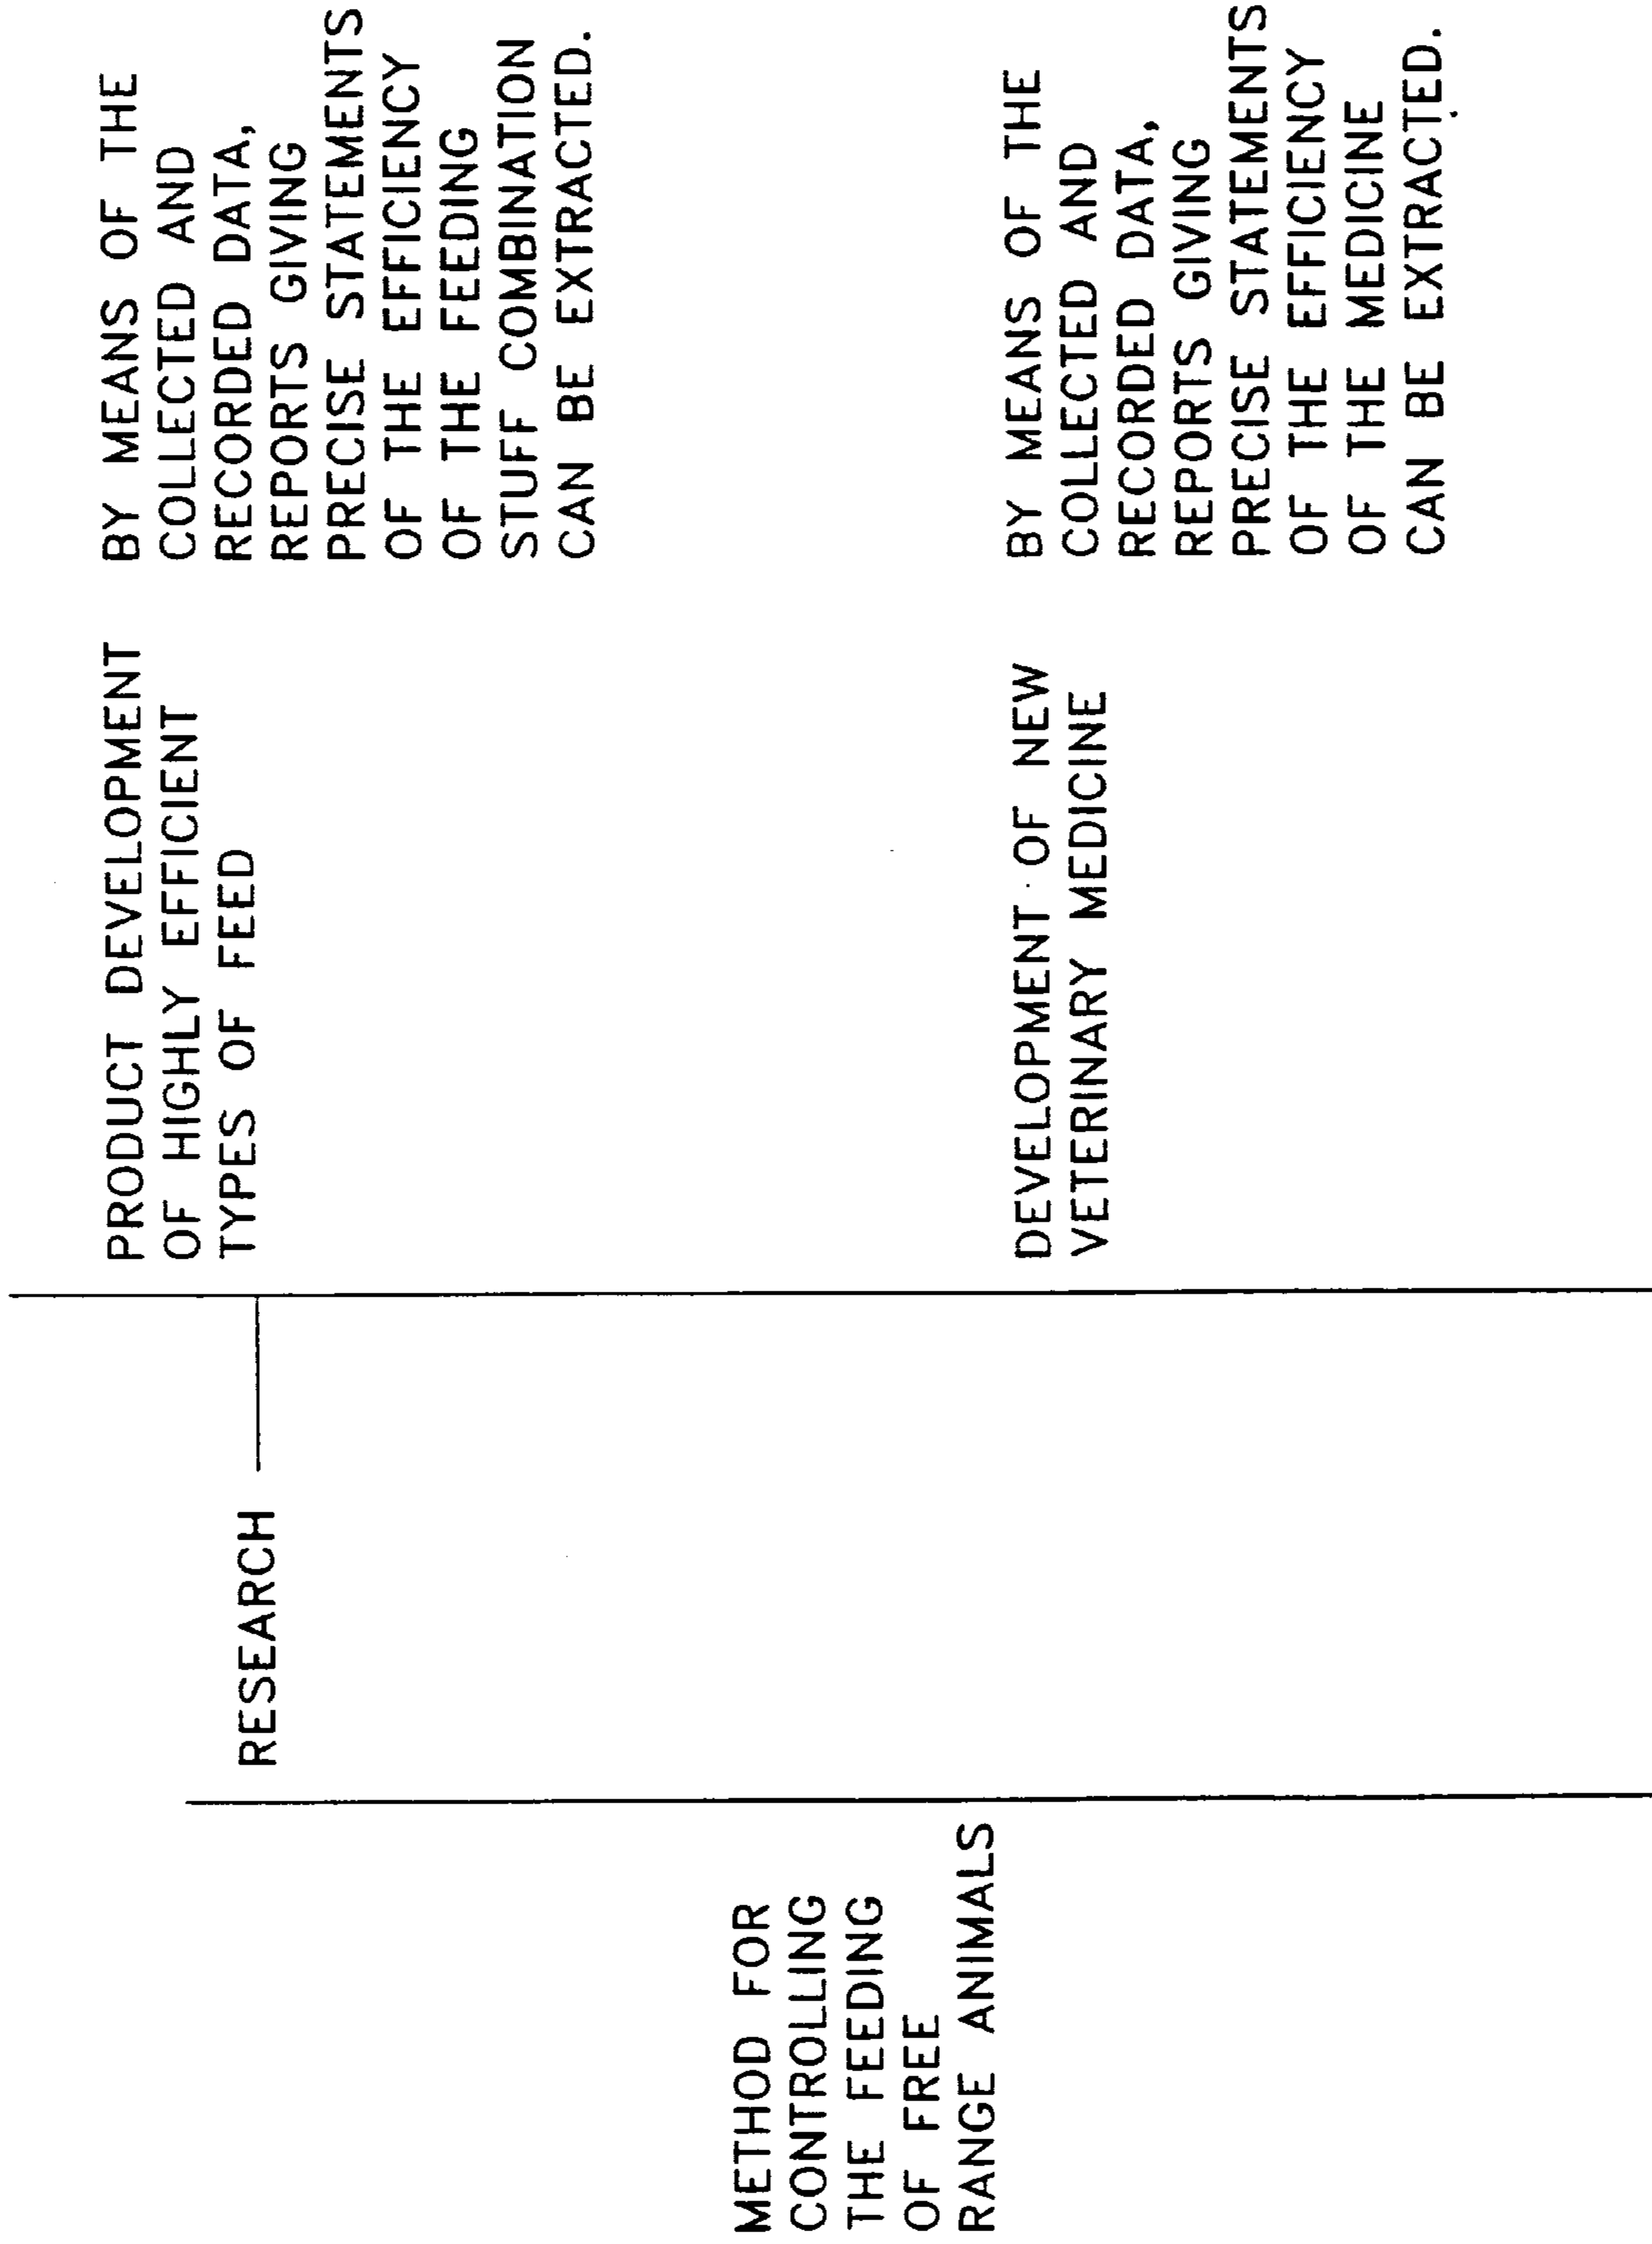 METHOD FOR
CONTROLLING
THE FEEDING
OF FREE
RANGE ANIMALS
RESEARCH
PRODUCT DEVELOPMENT
OF HIGHLY EFFICIENT
TYPES OF FEED
BY MEANS OF THE
COLLECTED AND
RECORDED DATA,
REPORTS GIVING
PRECISE STATEMENTS
OF THE EFFICIENCY
OF THE FEEDING
STUFF COMBINATION
CAN BE EXTRACTED.
DEVELOPMENT OF NEW
VETERINARY MEDICINE
BY MEANS OF THE
COLLECTED AND
RECORDED DATA,
REPORTS GIVING
PRECISE STATEMENTS
OF THE EFFICIENCY
OF THE MEDICINE
CAN BE EXTRACTED.